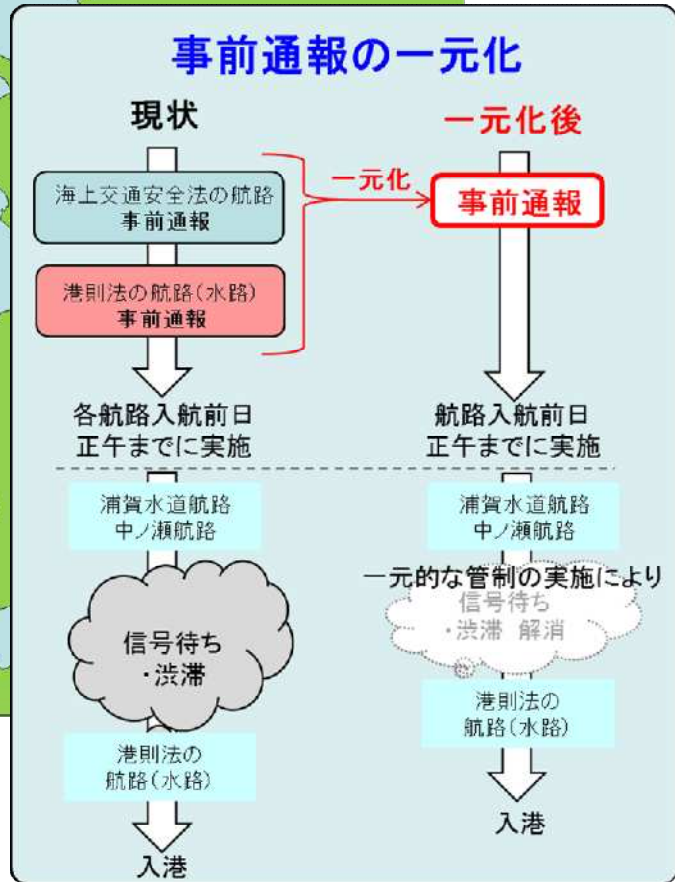 事前通報の一元化
現状
海上交通安全法の航路
事前通報
港則法の航路(水路)
事前通報
各航路入航前日
正午までに実施
浦賀水道航路
中ノ瀬航路
信号待ち
・渋滞
港則法の
航路(水路)
入港
一元化
一元化後
事前通報
航路入航前日
正午までに実施
浦賀水道航路
中ノ瀬航路
一元的な管制の実施により
信号待ち
・渋滞 解消
港則法の
航路(水路)
入港